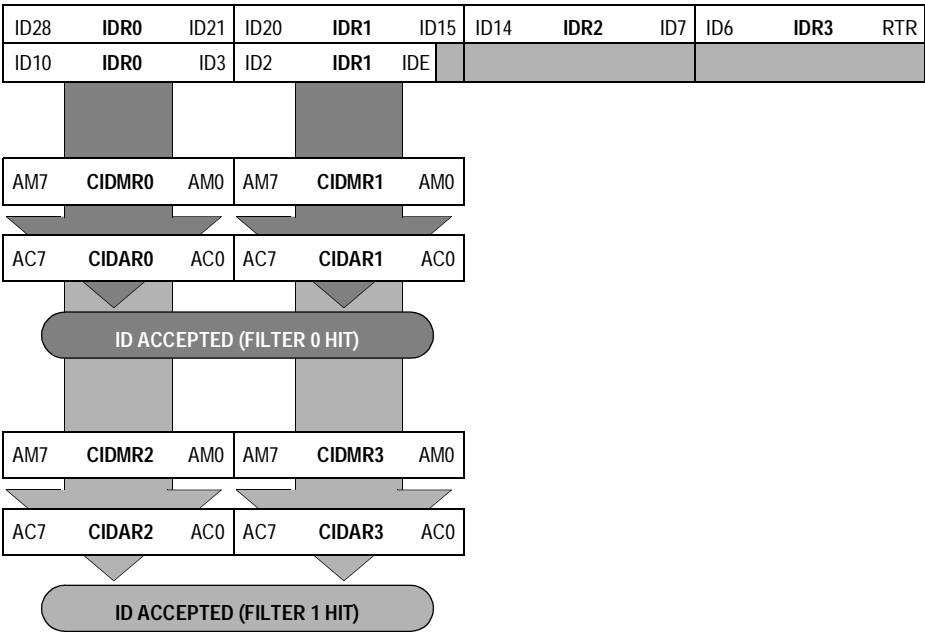 ID28 IDR0 ID21 ID20 IDR1 ID15 ID14 IDR2 ID7 ID6 IDR3 RTR
ID10 IDR0 ID3 ID2 IDR1 IDE
AM7 CIDMR0 AM0 AM7 CIDMR1 AM0
AC7 CIDAR0 AC0 AC7 CIDAR1 AC0
ID ACCEPTED (FILTER 0 HIT)
AM7 CIDMR2 AM0 AM7 CIDMR3 AM0
AC7 CIDAR2 AC0 AC7 CIDAR3 AC0
ID ACCEPTED (FILTER 1 HIT)